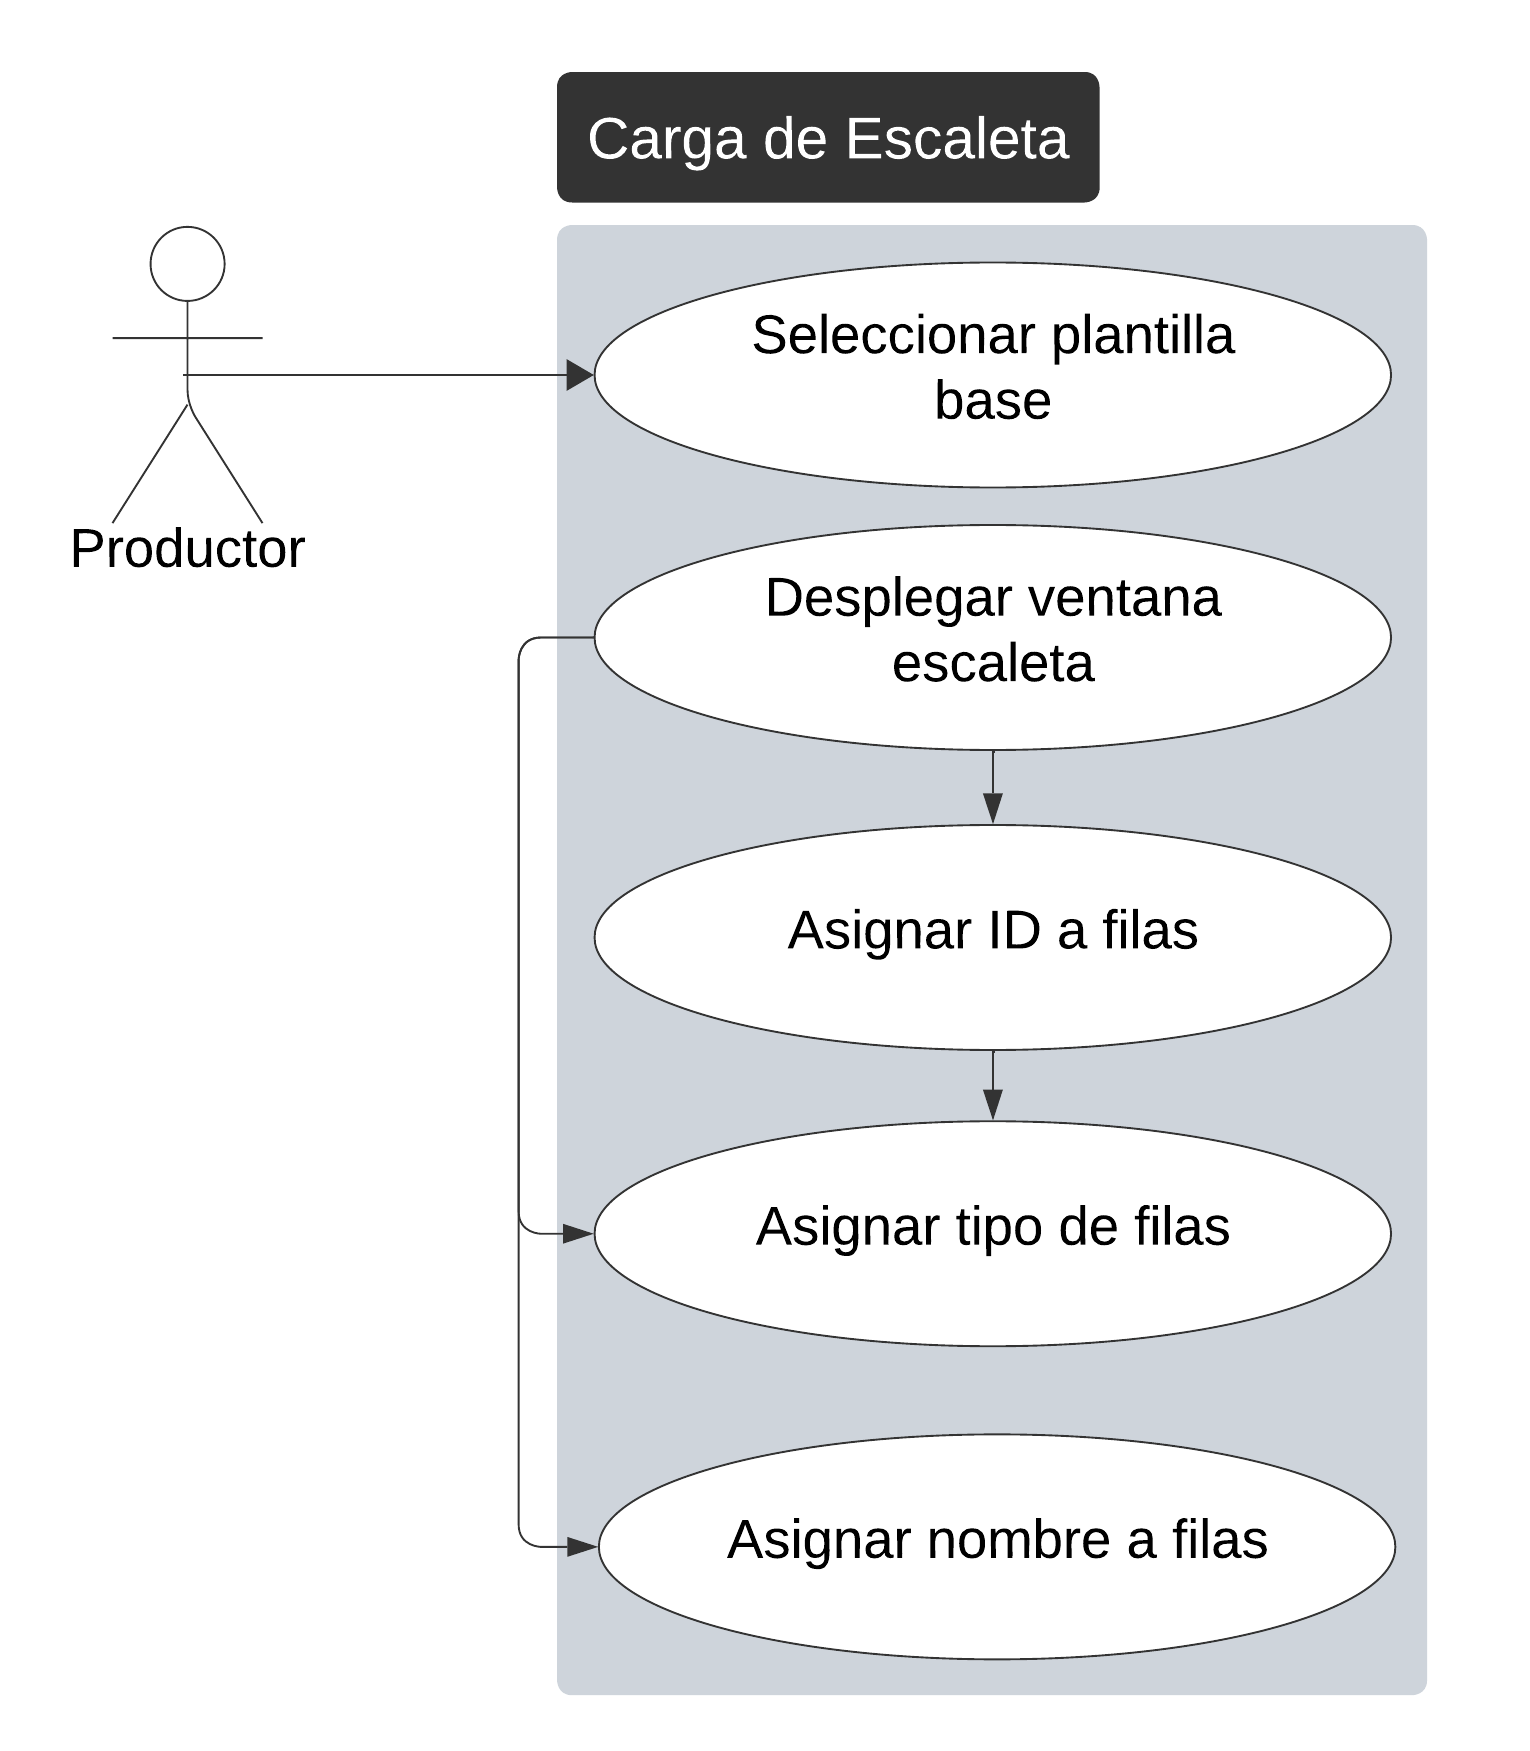 Carga de Escaleta
Seleccionar plantilla
base
Productor
Desplegar ventana
escaleta
Asignar ID a filas
Asignar tipo de filas
Asignar nombre a filas